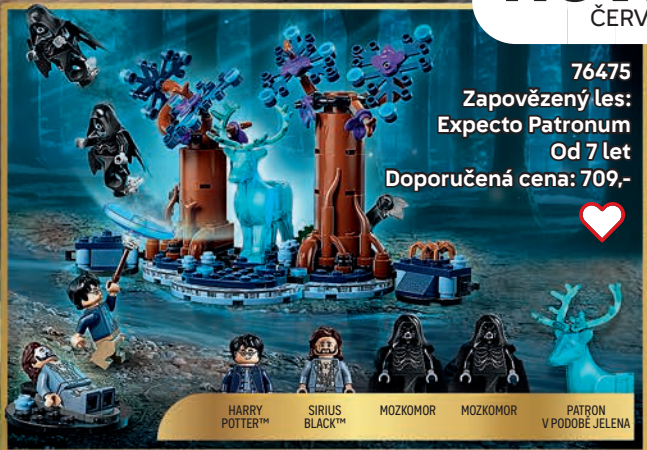 ČERV
76475
Zapovězený les:
Expecto Patronum
Od 7 let
Doporučená cena: 709,-
HARRY
POTTER™
SIRIUS
BLACK™
MOZKOMOR
MOZKOMOR
PATRON
V PODOBĚ JELENA